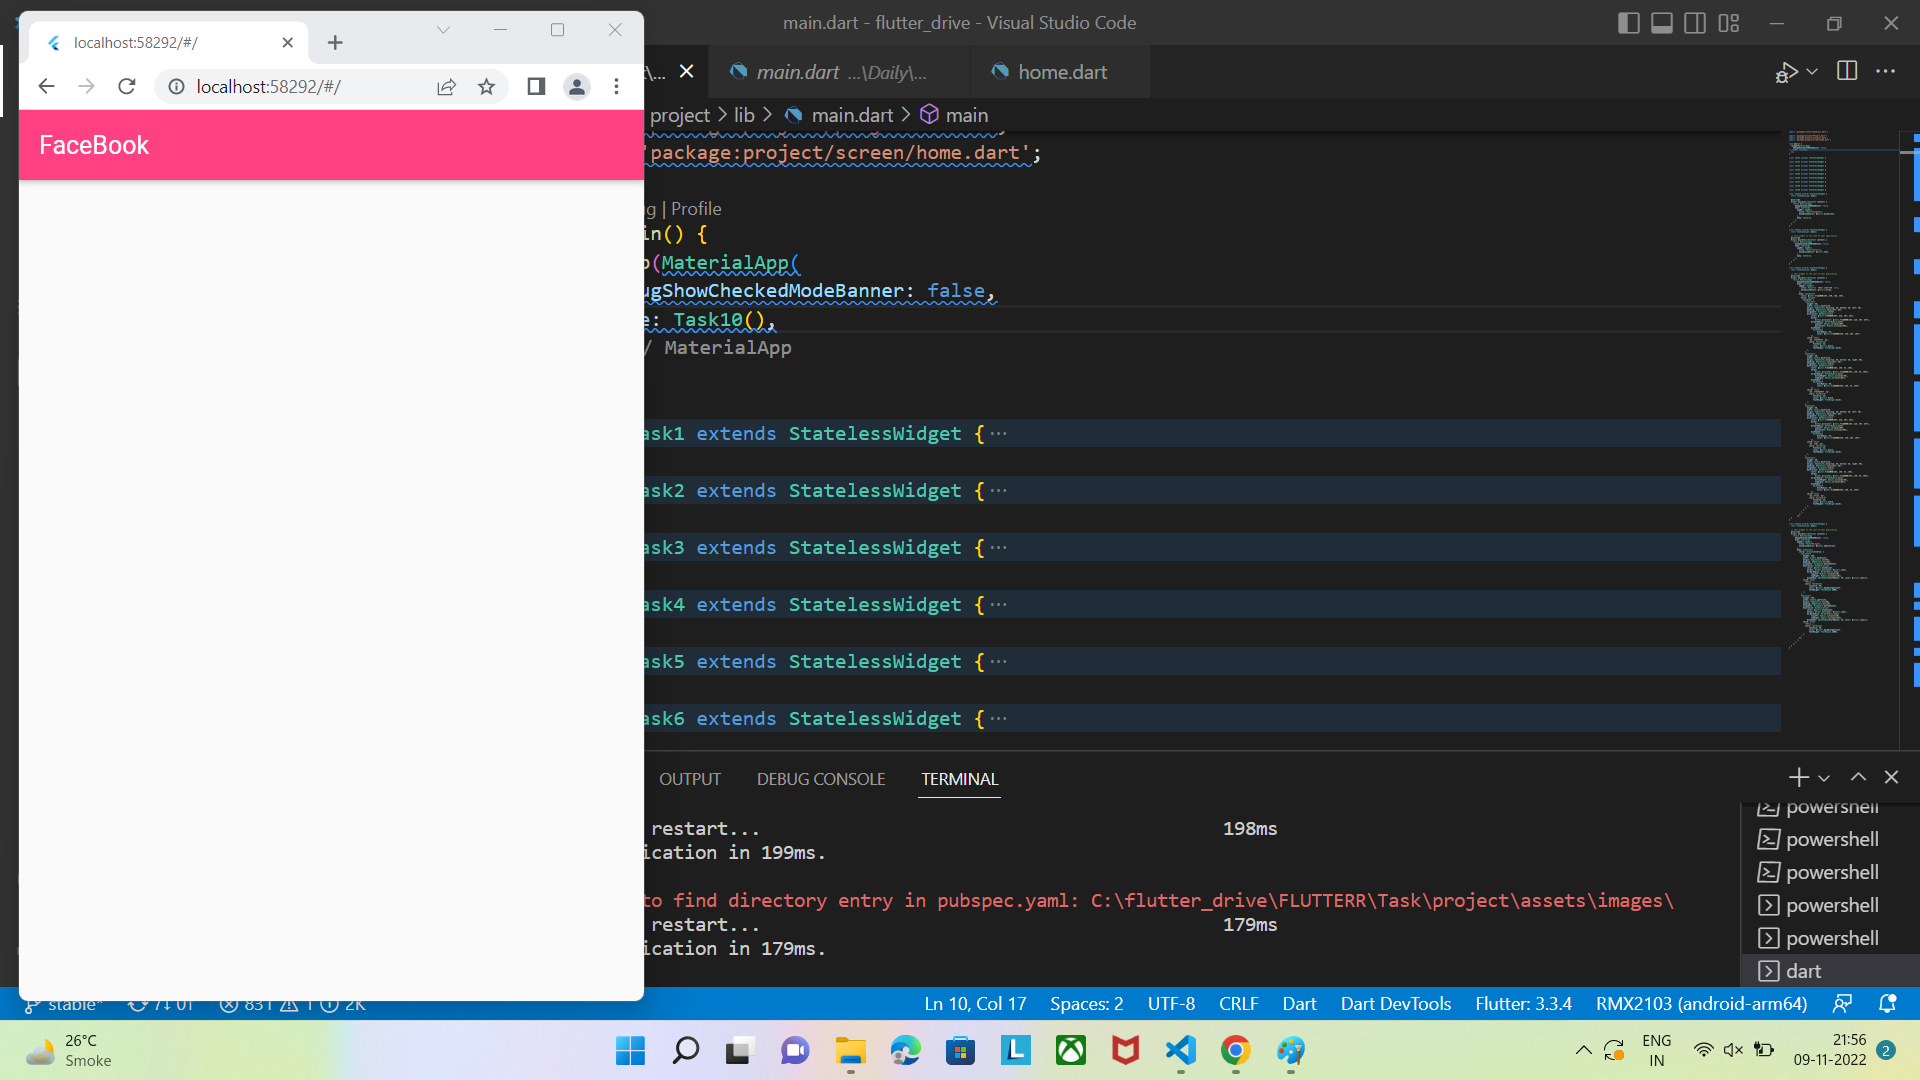 main.dart - flutter_drive - Visual Studio Code
localhost:58292/#/
localhost:58292/#/
\...
main.dart ...\Daily\...
home.dart
project > lib > main.dart > main
FaceBook
'package:project/screen/home.dart';
g | Profile
in() {
p(MaterialApp(
ugShowCheckedModeBanner: false,
e: Task10(),
/ MaterialApp
ask1 extends StatelessWidget {···
ask2 extends StatelessWidget {···
ask3 extends StatelessWidget {···
ask4 extends StatelessWidget {···
ask5 extends StatelessWidget {···
ask6 extends StatelessWidget {···
OUTPUT DEBUG CONSOLE TERMINAL
restart... 198ms
ication in 199ms.
to find directory entry in pubspec.yaml: C:\flutter_drive\FLUTTERR\Task\project\assets\images\
restart... 179ms
ication in 179ms.
powershell
powershell
powershell
powershell
powershell
dart
stable* 7↓ 0↑ 831 1 2K
Ln 10, Col 17 Spaces: 2 UTF-8 CRLF Dart Dart DevTools Flutter: 3.3.4 RMX2103 (android-arm64)
26°C
Smoke
ENG
IN
21:56
09-11-2022
2